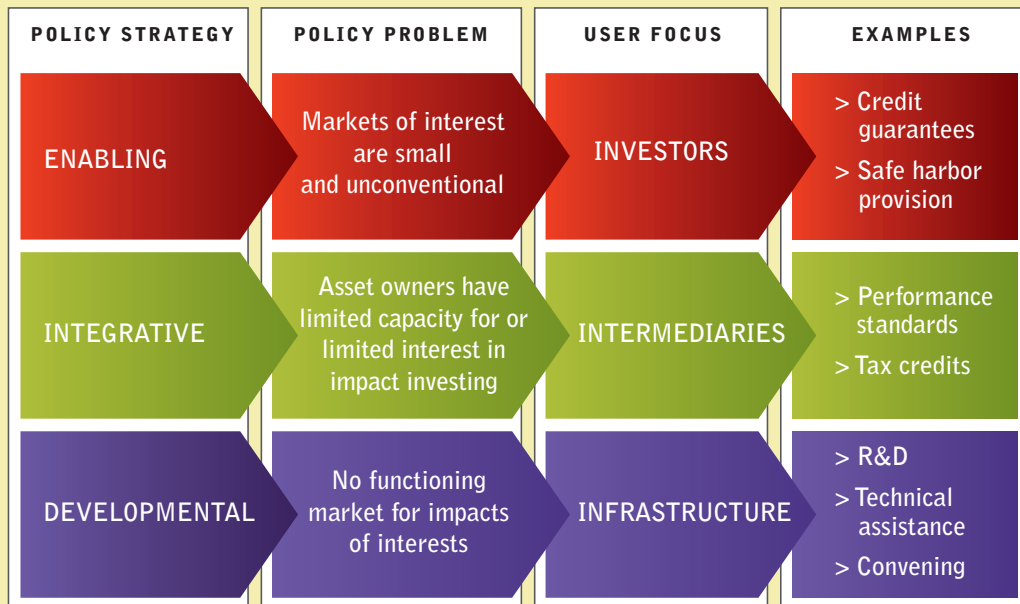 POLICY STRATEGY
POLICY PROBLEM
USER FOCUS
EXAMPLES
ENABLING
Markets of interest
are small
and unconventional
INVESTORS
> Credit
guarantees
> Safe harbor
provision
INTEGRATIVE
Asset owners have
limited capacity for or
limited interest in
impact investing
INTERMEDIARIES
> Performance
standards
> Tax credits
DEVELOPMENTAL
No functioning
market for impacts
of interests
INFRASTRUCTURE
> R&D
> Technical
assistance
> Convening